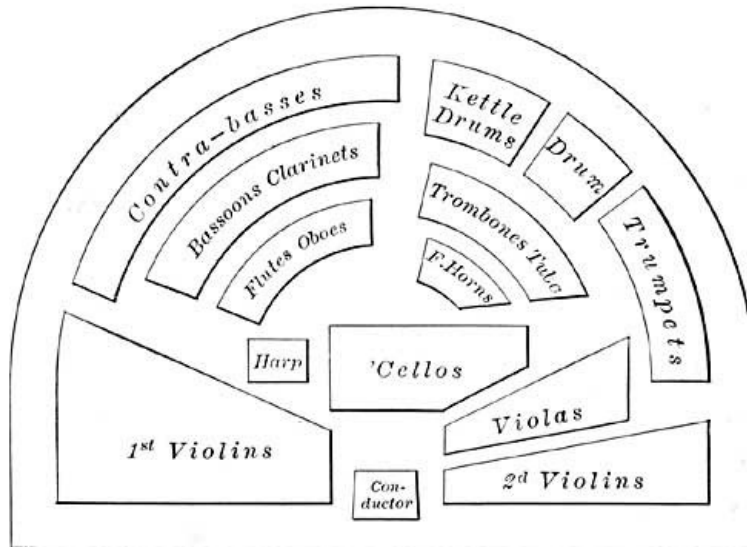 Contra-basses
Kettle
Drums
Drum
Bassoons Clarinets
Trombones Tuba
Trumpets
Flutes Oboes
F. Horns
Harp
'Cellos
Violas
1st Violins
2d Violins
Con-
ductor